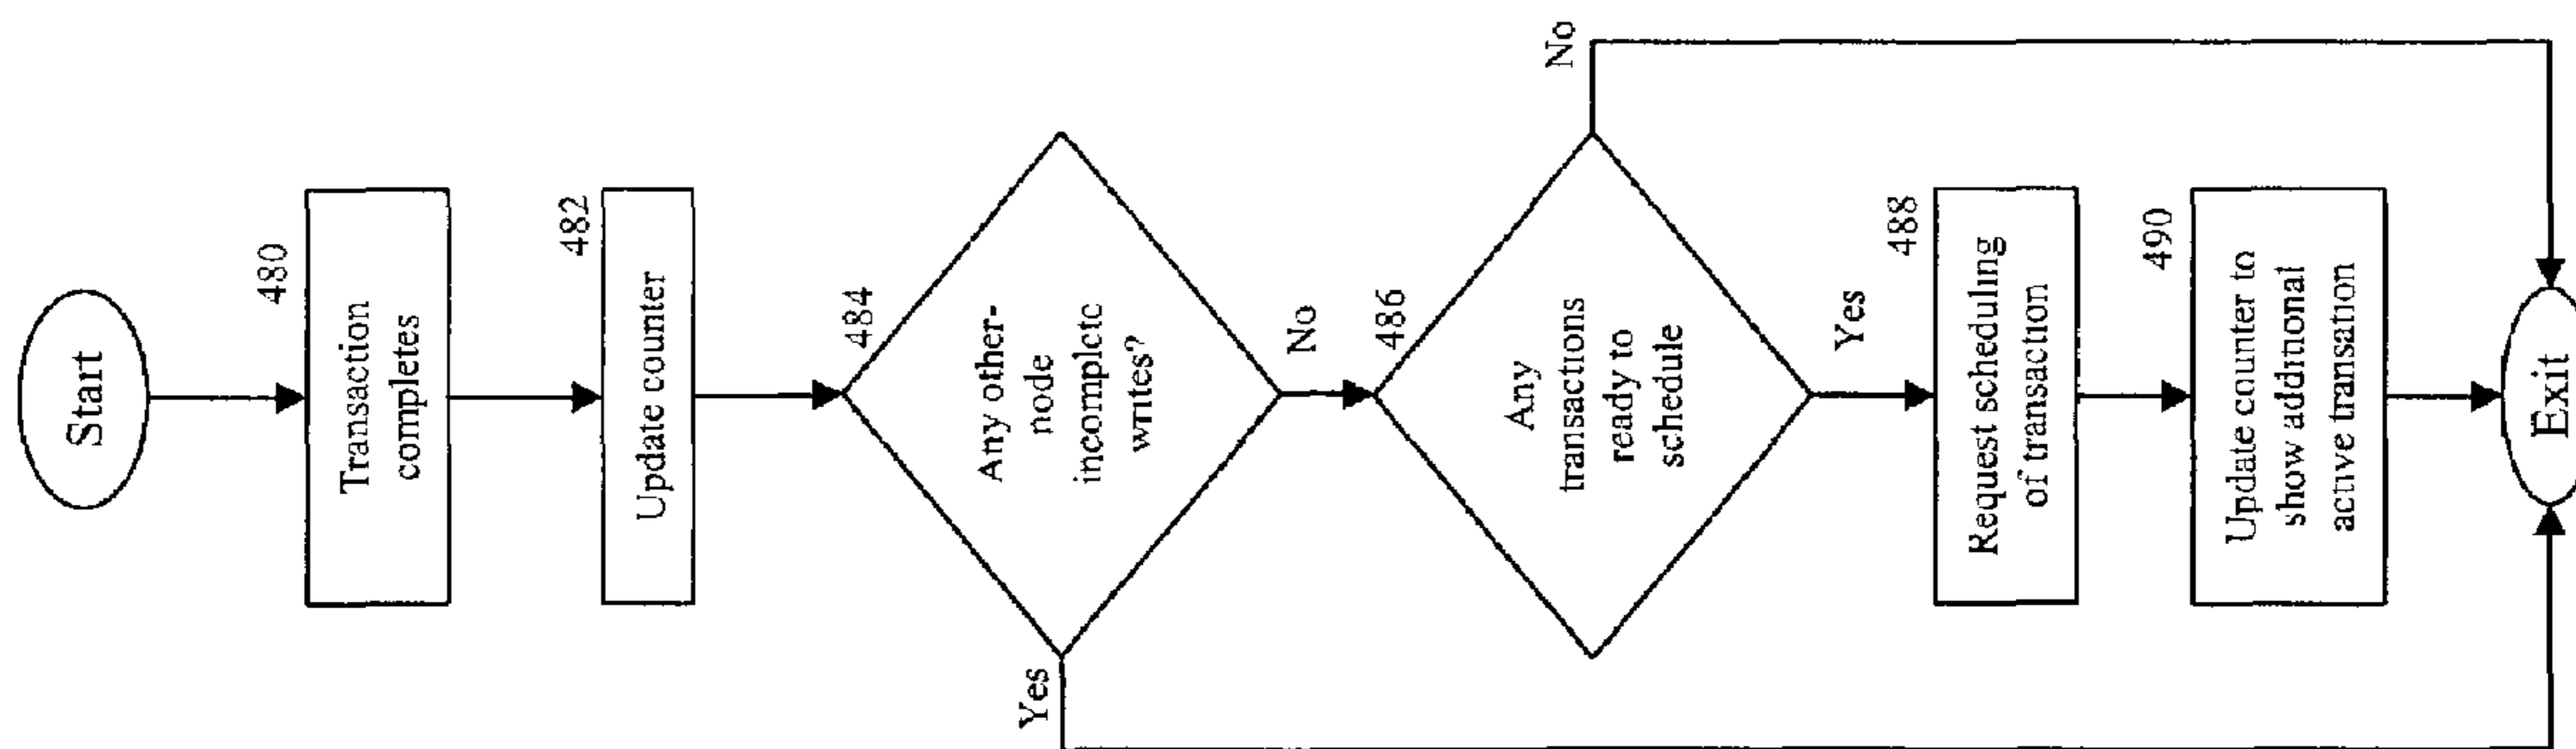 Start
480
Transaction
completes
482
Update counter
484
Any other-
node
incomplete
writes?
Yes
No
486
Any
transactions
ready to
schedule
No
Yes
488
Request scheduling
of transaction
490
Update counter to
show additional
active transation
Exit